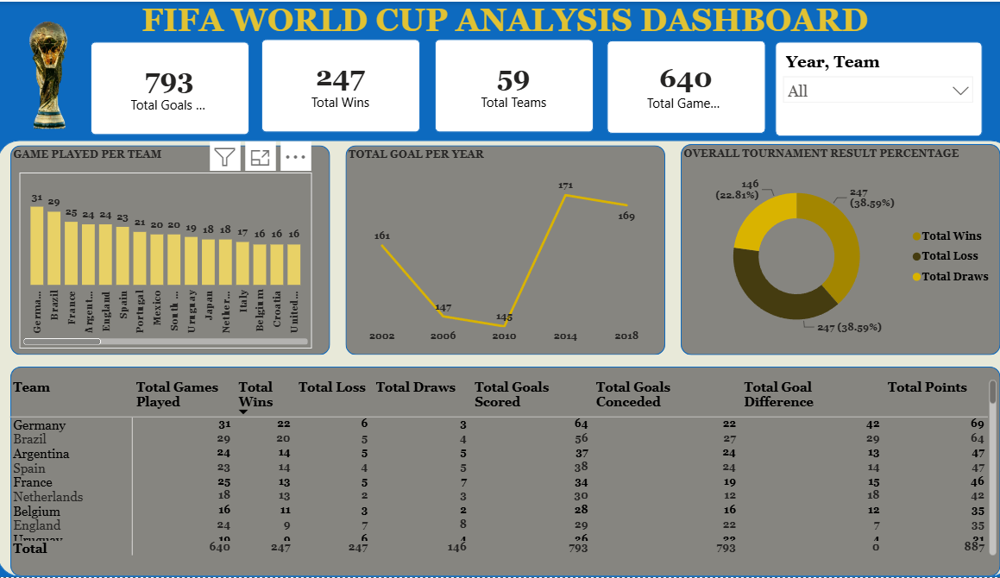 FIFA WORLD CUP ANALYSIS DASHBOARD
793
Total Goals ...
247
Total Wins
59
Total Teams
640
Total Game...
Year, Team
All
GAME PLAYED PER TEAM
31 29 25 24 24 23 21 20 20 19 18 18 17 16 16 16
Germa... Brazil France Argent... England Spain Portugal Mexico South ... Uruguay Japan Nether... Italy Belgium Croatia United...
TOTAL GOAL PER YEAR
161 147 145 171 169
2002 2006 2010 2014 2018
OVERALL TOURNAMENT RESULT PERCENTAGE
146
(22.81%)
247
(38.59%)
247 (38.59%)
Total Wins
Total Loss
Total Draws
Team Total Games Played Total Wins Total Loss Total Draws Total Goals Scored Total Goals Conceded Total Goal Difference Total Points
Germany 31 22 6 3 64 22 42 69
Brazil 29 20 5 4 56 27 29 64
Argentina 24 14 5 5 37 24 13 47
Spain 23 14 4 5 38 24 14 47
France 25 13 5 7 34 19 15 46
Netherlands 18 13 2 3 30 12 18 42
Belgium 16 11 3 2 28 16 12 35
England 24 9 7 8 29 22 7 35
Uruguay 19 9 6 4 26 22 4 31
Total 640 247 247 146 793 793 0 887